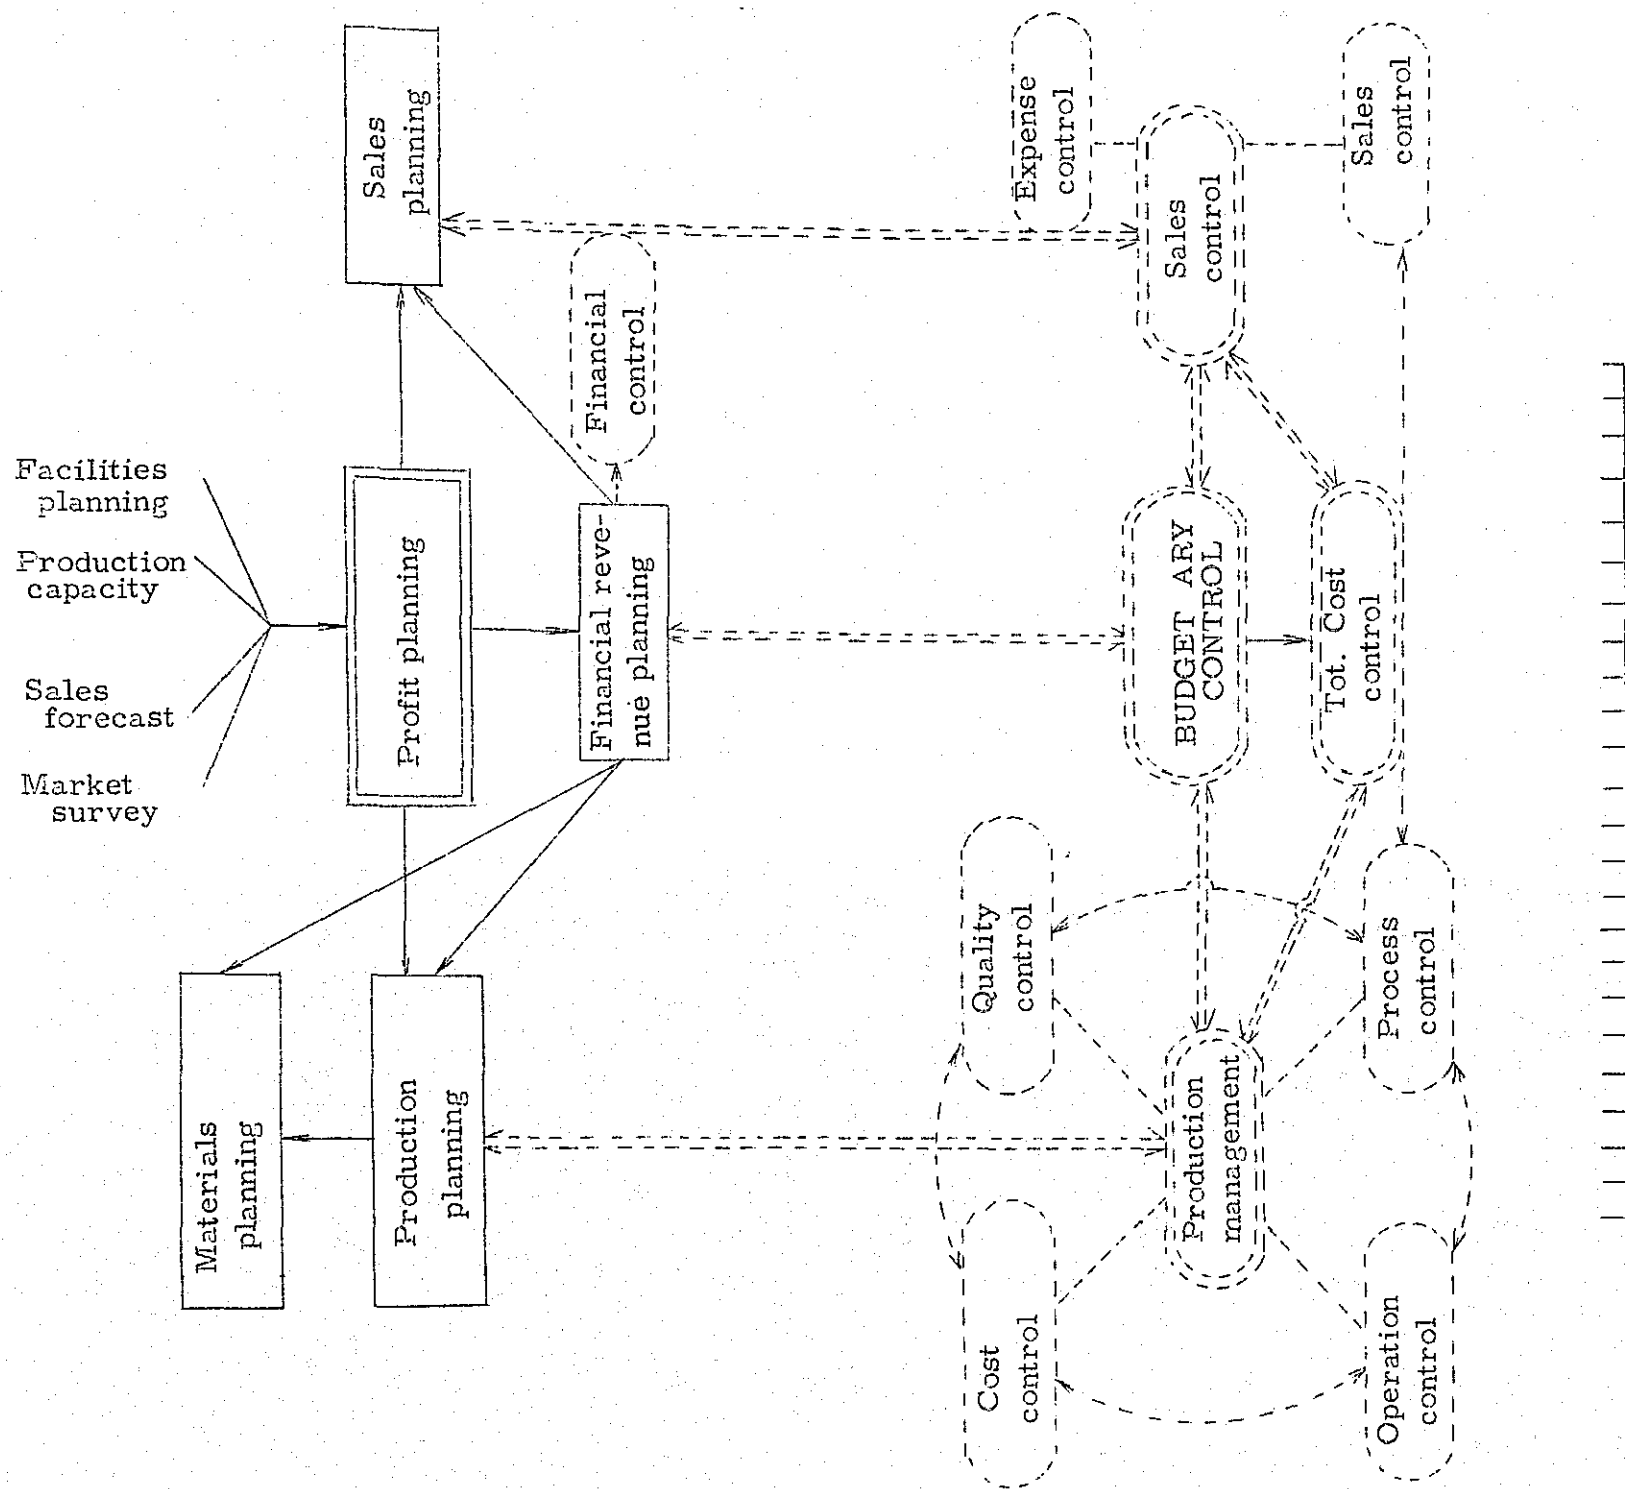 Facilities
planning
Production
capacity
Sales
forecast
Market
survey
Sales
planning
Profit planning
Financial reve-
nue planning
Financial
control
Materials
planning
Production
planning
Expense
control
Sales
control
Sales
control
BUDGET ARY
CONTROL
Tot. Cost
control
Quality
control
Process
control
Production
management
Cost
control
Operation
control